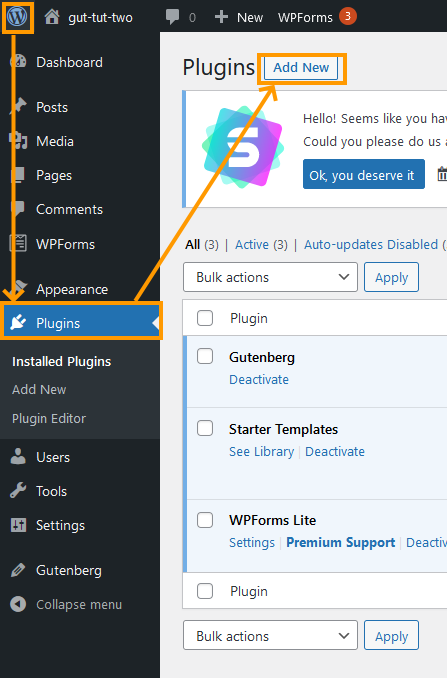 gut-tut-two 0 + New WPForms 3
Dashboard
Posts
Media
Pages
Comments
WPForms
Appearance
Plugins
Installed Plugins
Add New
Plugin Editor
Users
Tools
Settings
Gutenberg
Collapse menu
Plugins Add New
S
Hello! Seems like you hav
Could you please do us a
Ok, you deserve it
All (3) | Active (3) | Auto-updates Disabled (
Bulk actions Apply
Plugin
Gutenberg
Deactivate
Starter Templates
See Library | Deactivate
WPForms Lite
Settings | Premium Support | Deactiv
Plugin
Bulk actions Apply